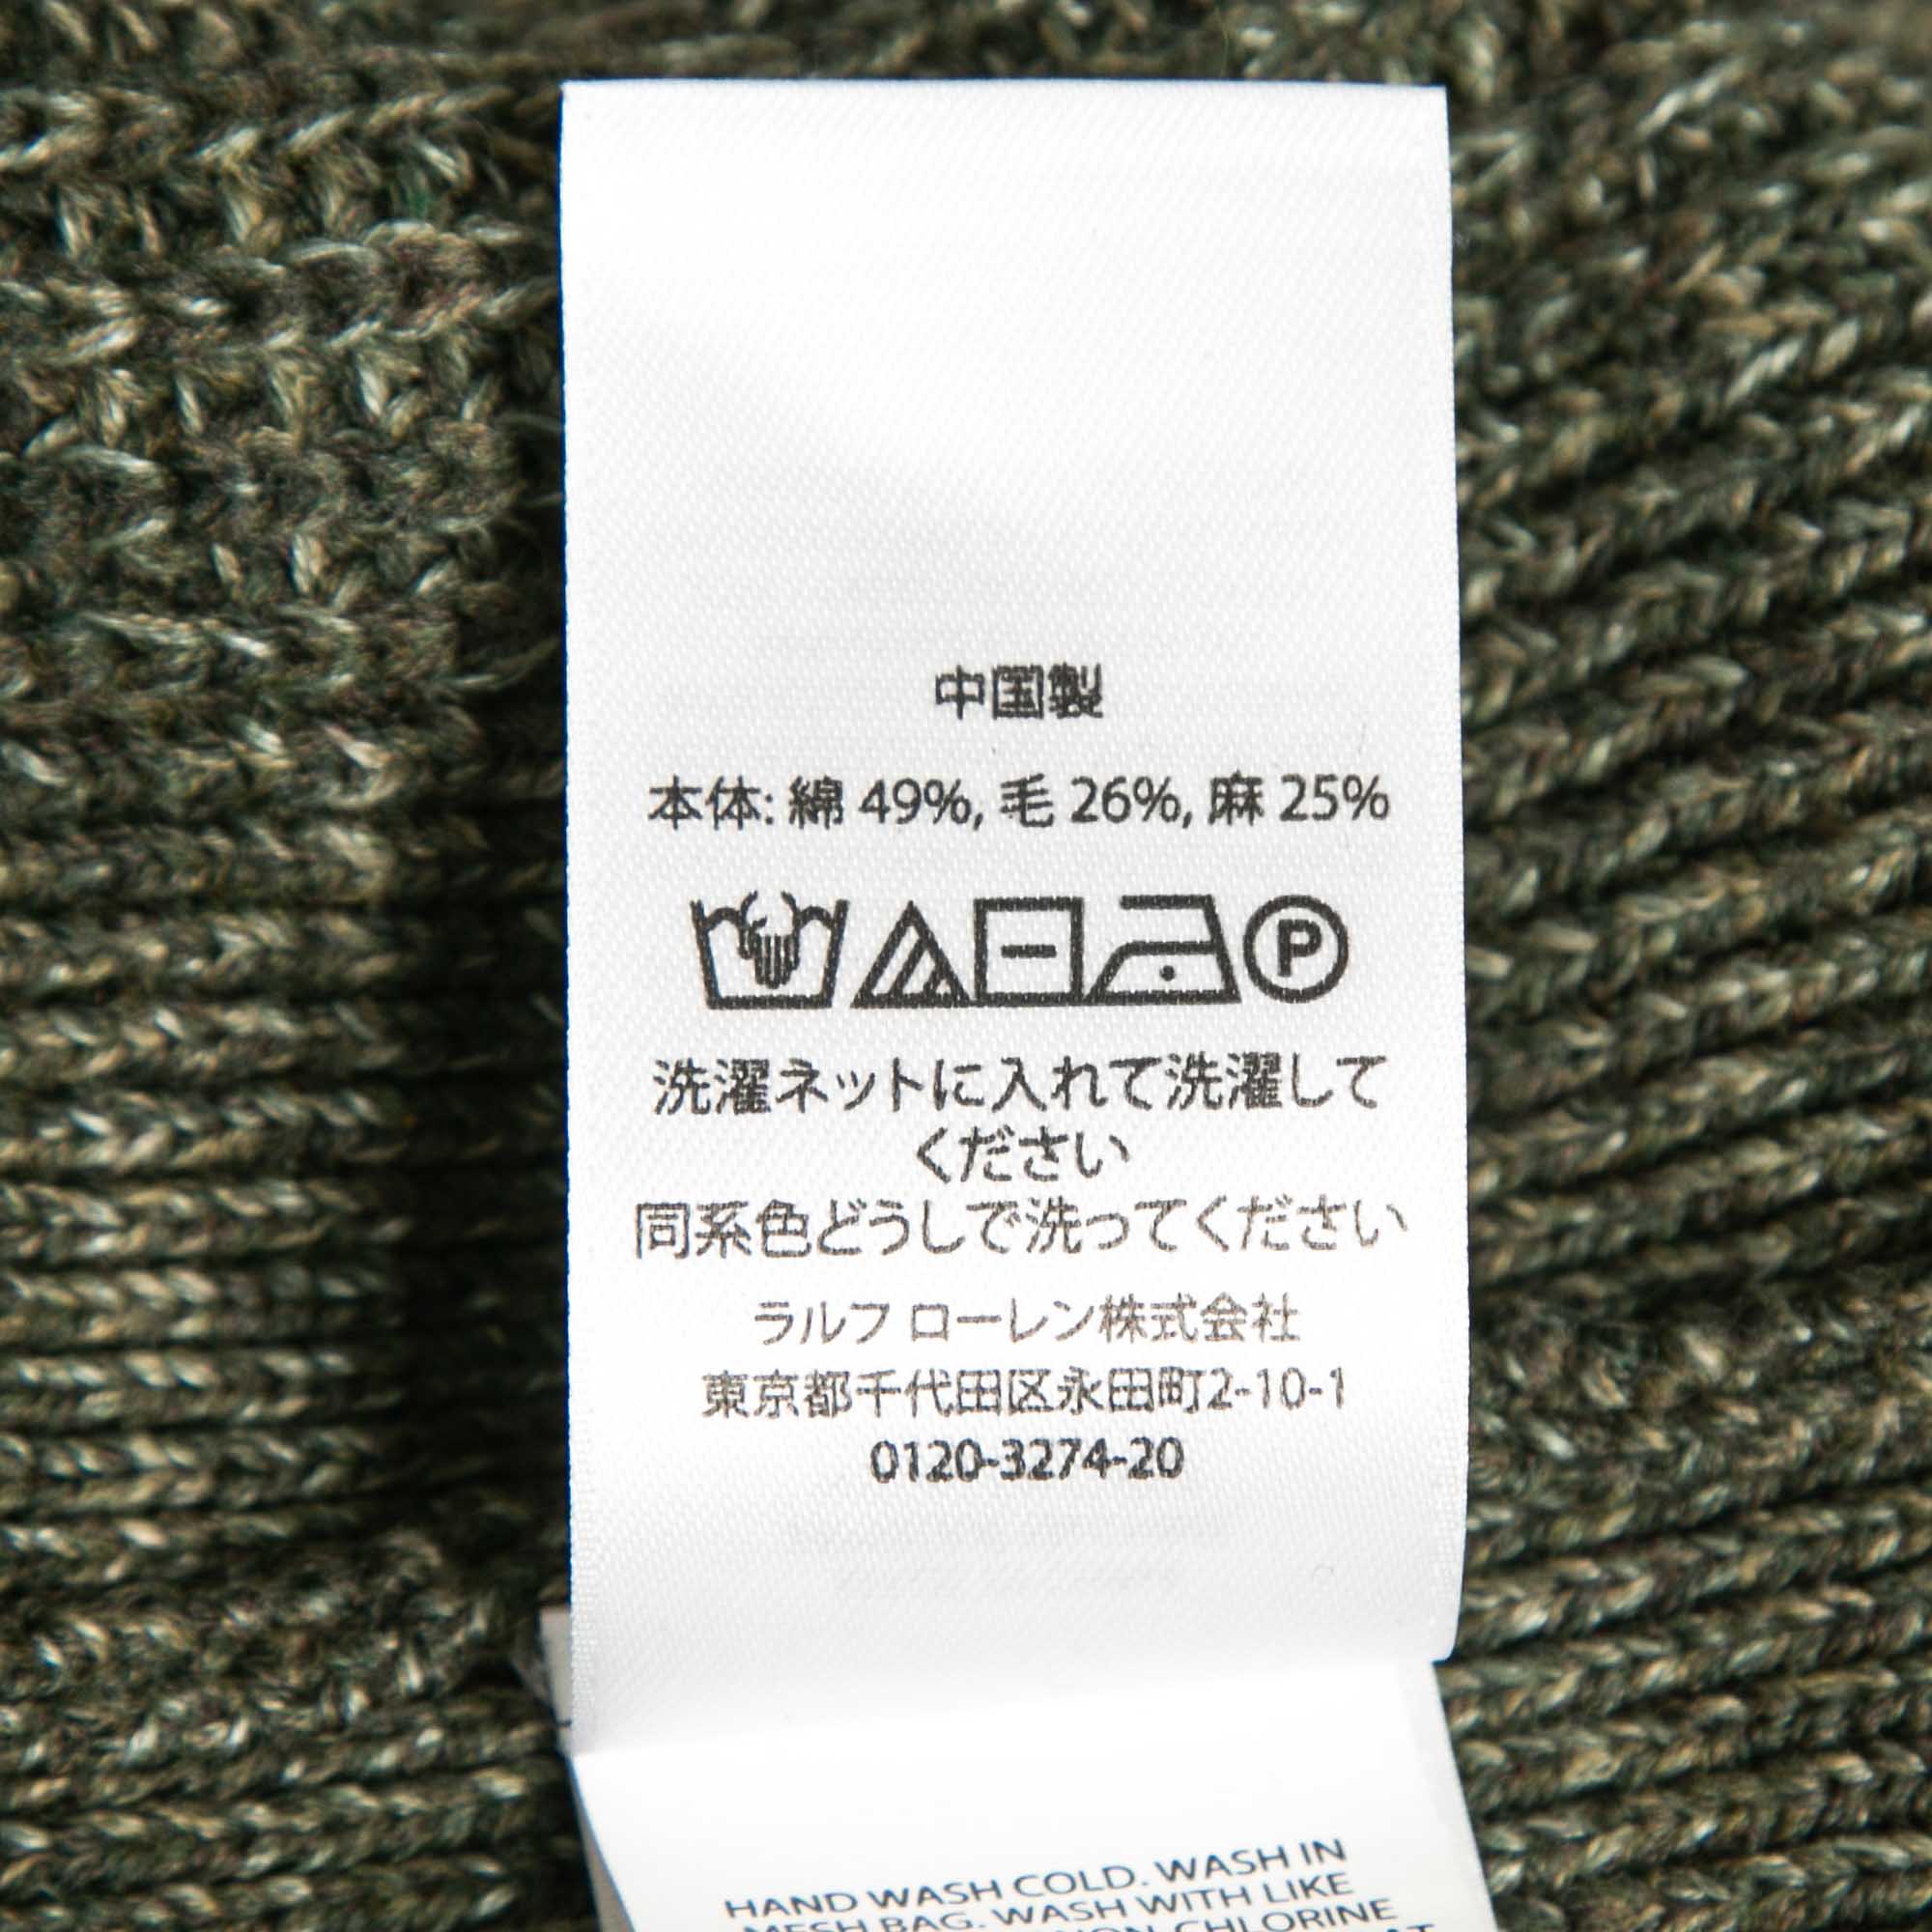 中国製
本体: 綿 49%, 毛 26%, 麻 25%
P
洗濯ネットに入れて洗濯して
ください
同系色どうしで洗ってください
ラルフ ローレン株式会社
東京都千代田区永田町2-10-1
0120-3274-20
HAND WASH COLD. WASH IN
MESH BAG. WASH WITH LIKE
NON-CHLORINE